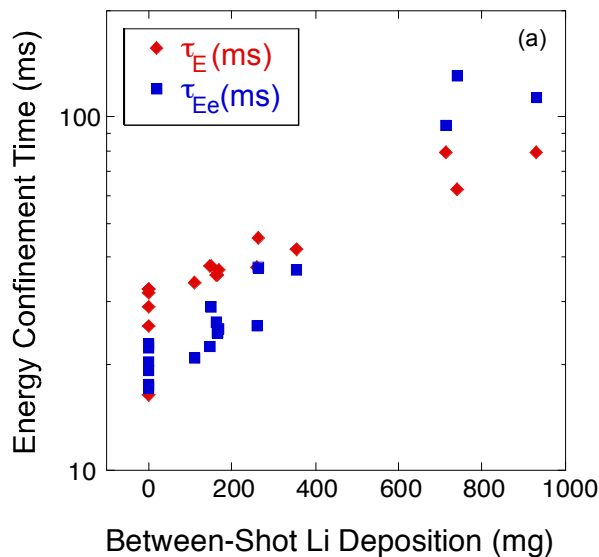 (a)
τE (ms)
τEe(ms)
Energy Confinement Time (ms)
100
10
0 200 400 600 800 1000
Between-Shot Li Deposition (mg)